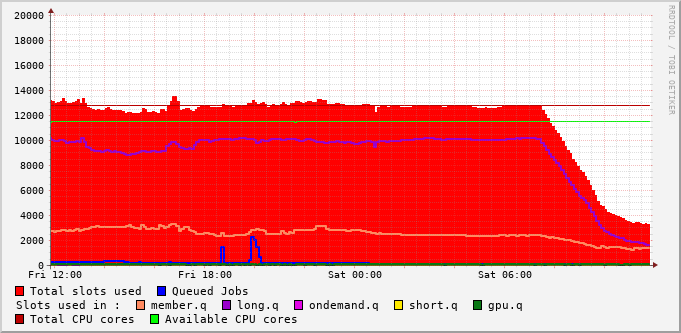 20000
18000
16000
14000
12000
10000
8000
6000
4000
2000
0
Fri 12:00 Fri 18:00 Sat 00:00 Sat 06:00
RRDTOOL / TOBI OETIKER
Total slots used Queued Jobs
Slots used in : member.q long.q ondemand.q short.q gpu.q
Total CPU cores Available CPU cores